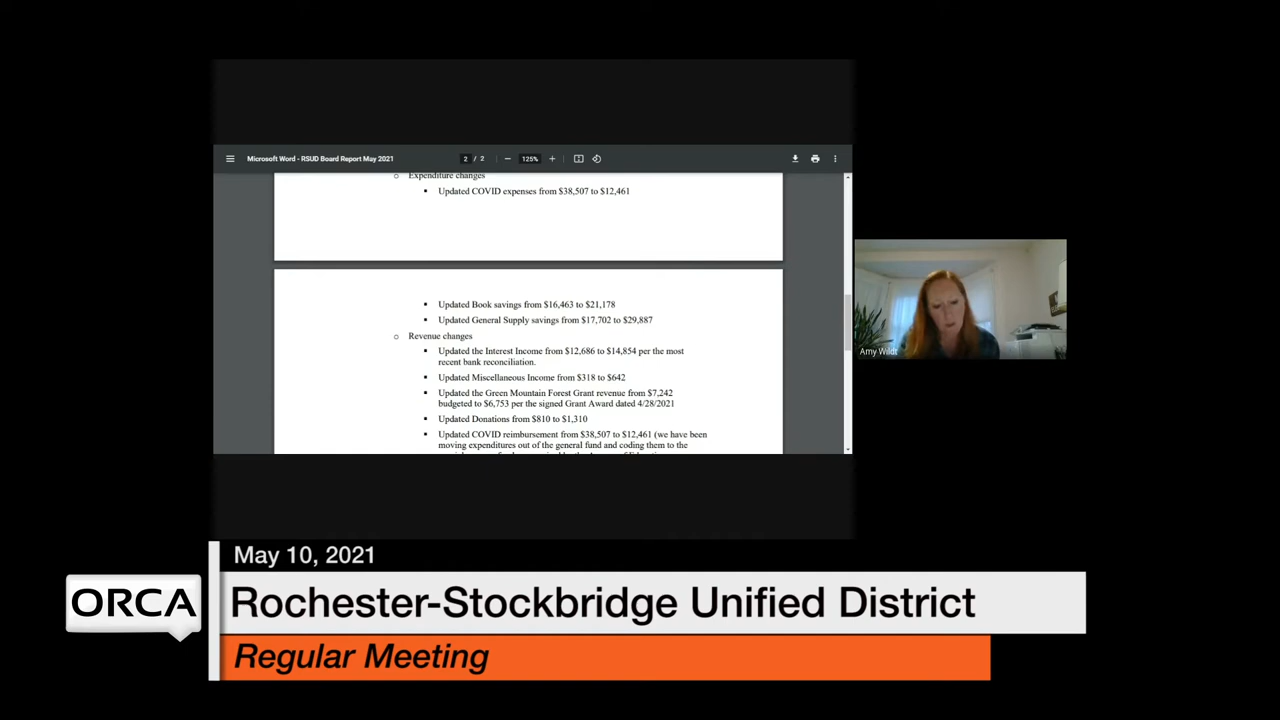 Microsoft Word - RSUD Board Report May 2021
2 / 2
125%
Expenditure changes
Updated COVID expenses from $38,507 to $12,461
Updated Book savings from $16,463 to $21,178
Updated General Supply savings from $17,702 to $29,887
Revenue changes
Updated the Interest Income from $12,686 to $14,854 per the most
recent bank reconciliation.
Updated Miscellaneous Income from $318 to $642
Updated the Green Mountain Forest Grant revenue from $7,242
budgeted to $6,753 per the signed Grant Award dated 4/28/2021
Updated Donations from $810 to $1,310
Updated COVID reimbursement from $38,507 to $12,461 (we have been
moving expenditures out of the general fund and coding them to the
Amy Wildt
May 10, 2021
ORCA
Rochester-Stockbridge Unified District
Regular Meeting